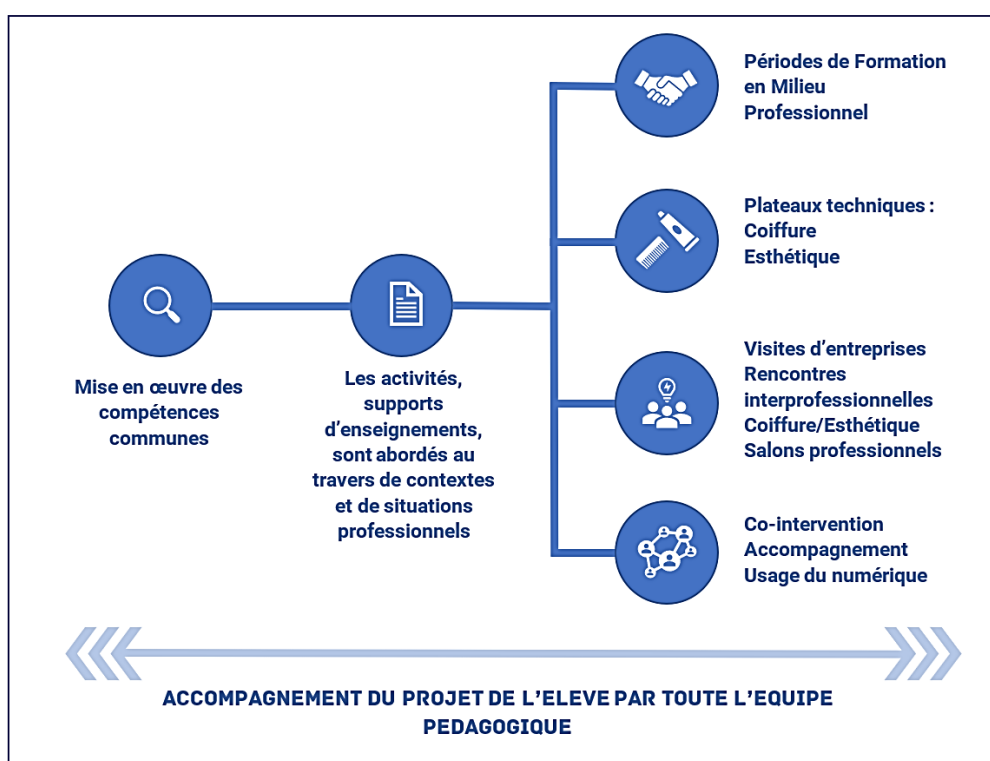 Mise en œuvre des
compétences
communes
Les activités,
supports
d'enseignements,
sont abordés au
travers de contextes
et de situations
professionnels
Périodes de Formation
en Milieu
Professionnel
Plateaux techniques :
Coiffure
Esthétique
Visites d'entreprises
Rencontres
interprofessionnelles
Coiffure/Esthétique
Salons professionnels
Co-intervention
Accompagnement
Usage du numérique
ACCOMPAGNEMENT DU PROJET DE L'ELEVE PAR TOUTE L'EQUIPE
PEDAGOGIQUE